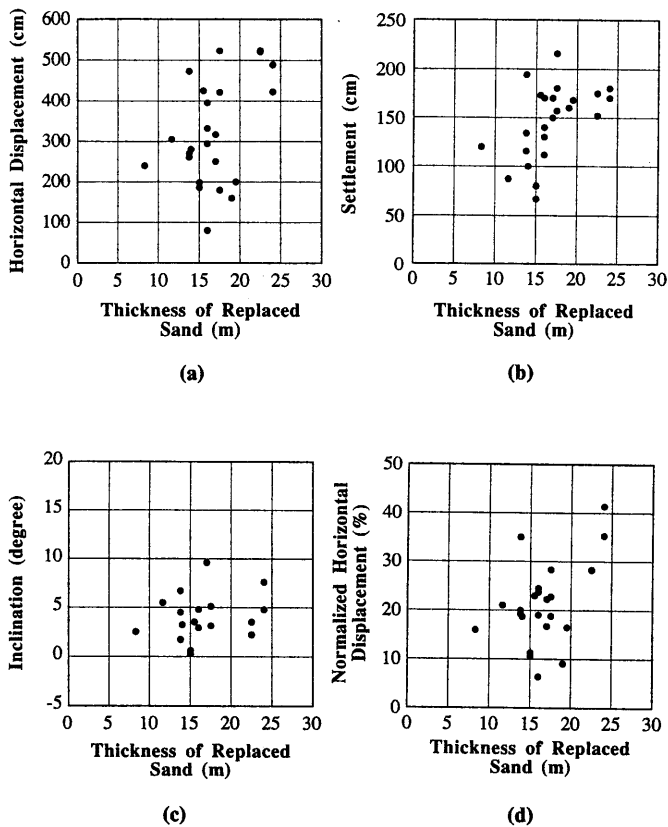 600
500
400
300
200
100
0
Horizontal Displacement (cm)
0 5 10 15 20 25 30
Thickness of Replaced
Sand (m)
(a)
250
200
150
100
50
0
Settlement (cm)
0 5 10 15 20 25 30
Thickness of Replaced
Sand (m)
(b)
20
15
10
5
0
-5
Inclination (degree)
0 5 10 15 20 25 30
Thickness of Replaced
Sand (m)
(c)
50
40
30
20
10
0
Normalized Horizontal
Displacement (%)
0 5 10 15 20 25 30
Thickness of Replaced
Sand (m)
(d)